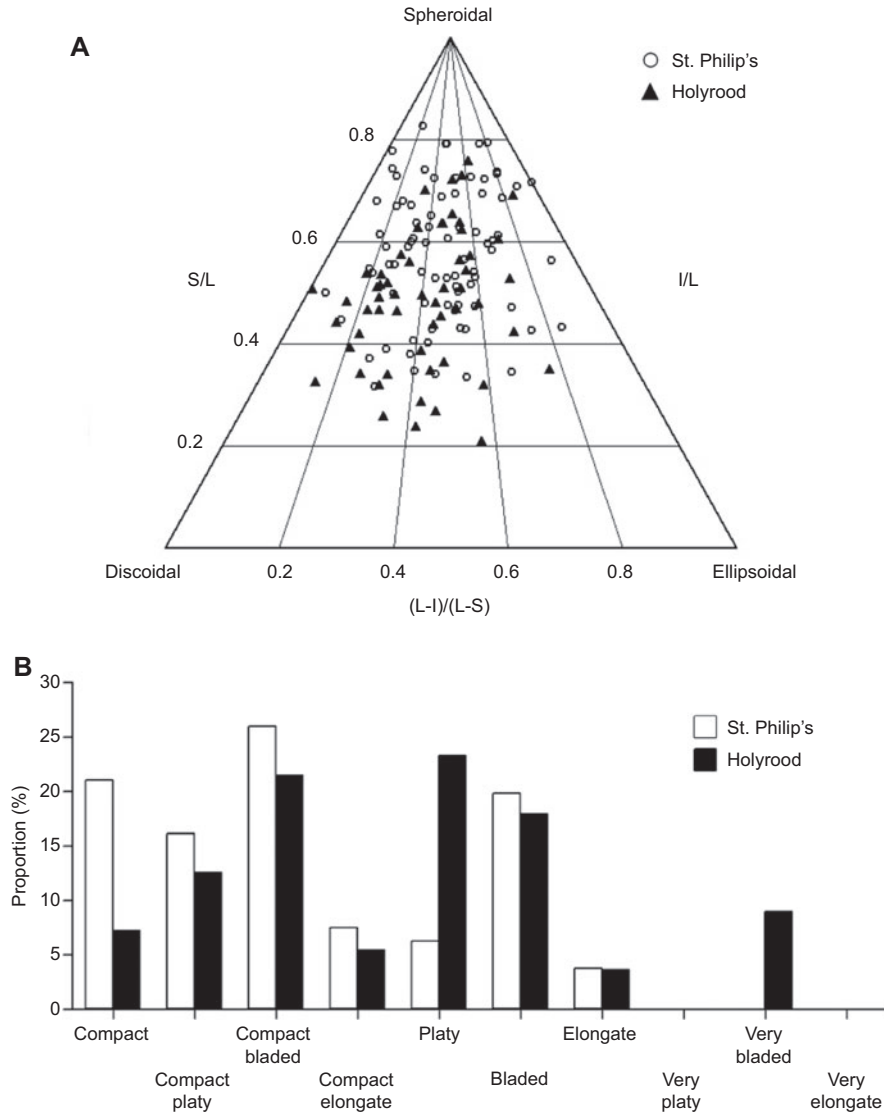 A
Spheroidal
St. Philip's
Holyrood
0.8
0.6
S/L
I/L
0.4
0.2
Discoidal
0.2
0.4
0.6
0.8
Ellipsoidal
(L-I)/(L-S)
B
30
25
20
15
10
5
0
Proportion (%)
St. Philip's
Holyrood
Compact
Compact
platy
Compact
bladed
Compact
elongate
Platy
Bladed
Elongate
Very
platy
Very
bladed
Very
elongate